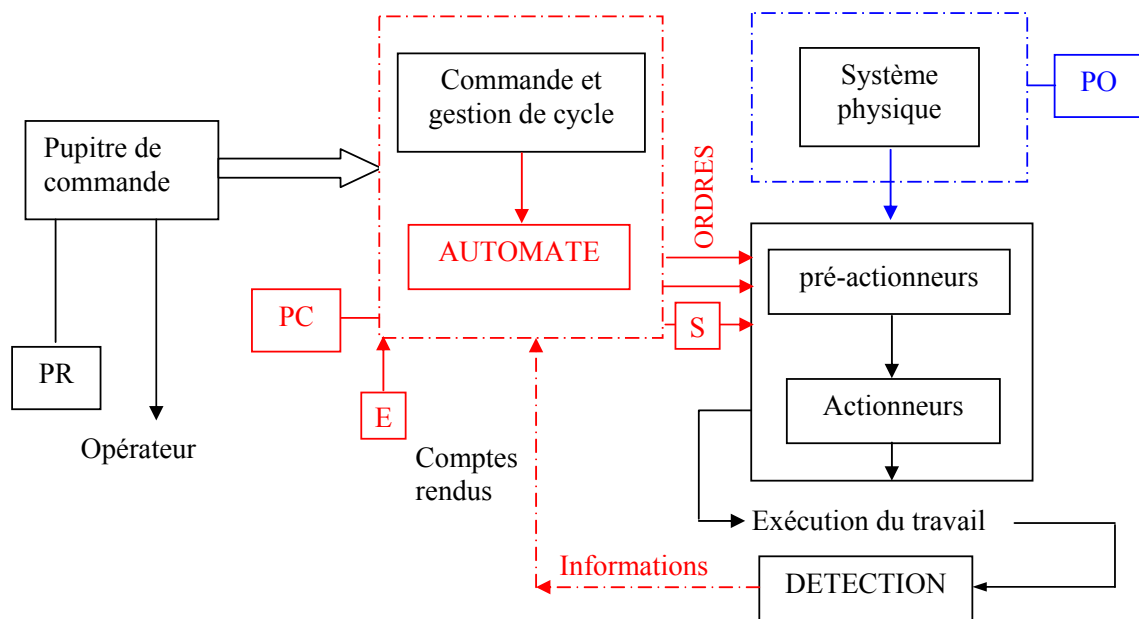 Commande et
gestion de cycle
Système
physique
PO
Pupitre de
commande
ORDRES
AUTOMATE
pré-actionneurs
PC
S
PR
E
Actionneurs
Opérateur
Comptes
rendus
Exécution du travail
Informations
DETECTION